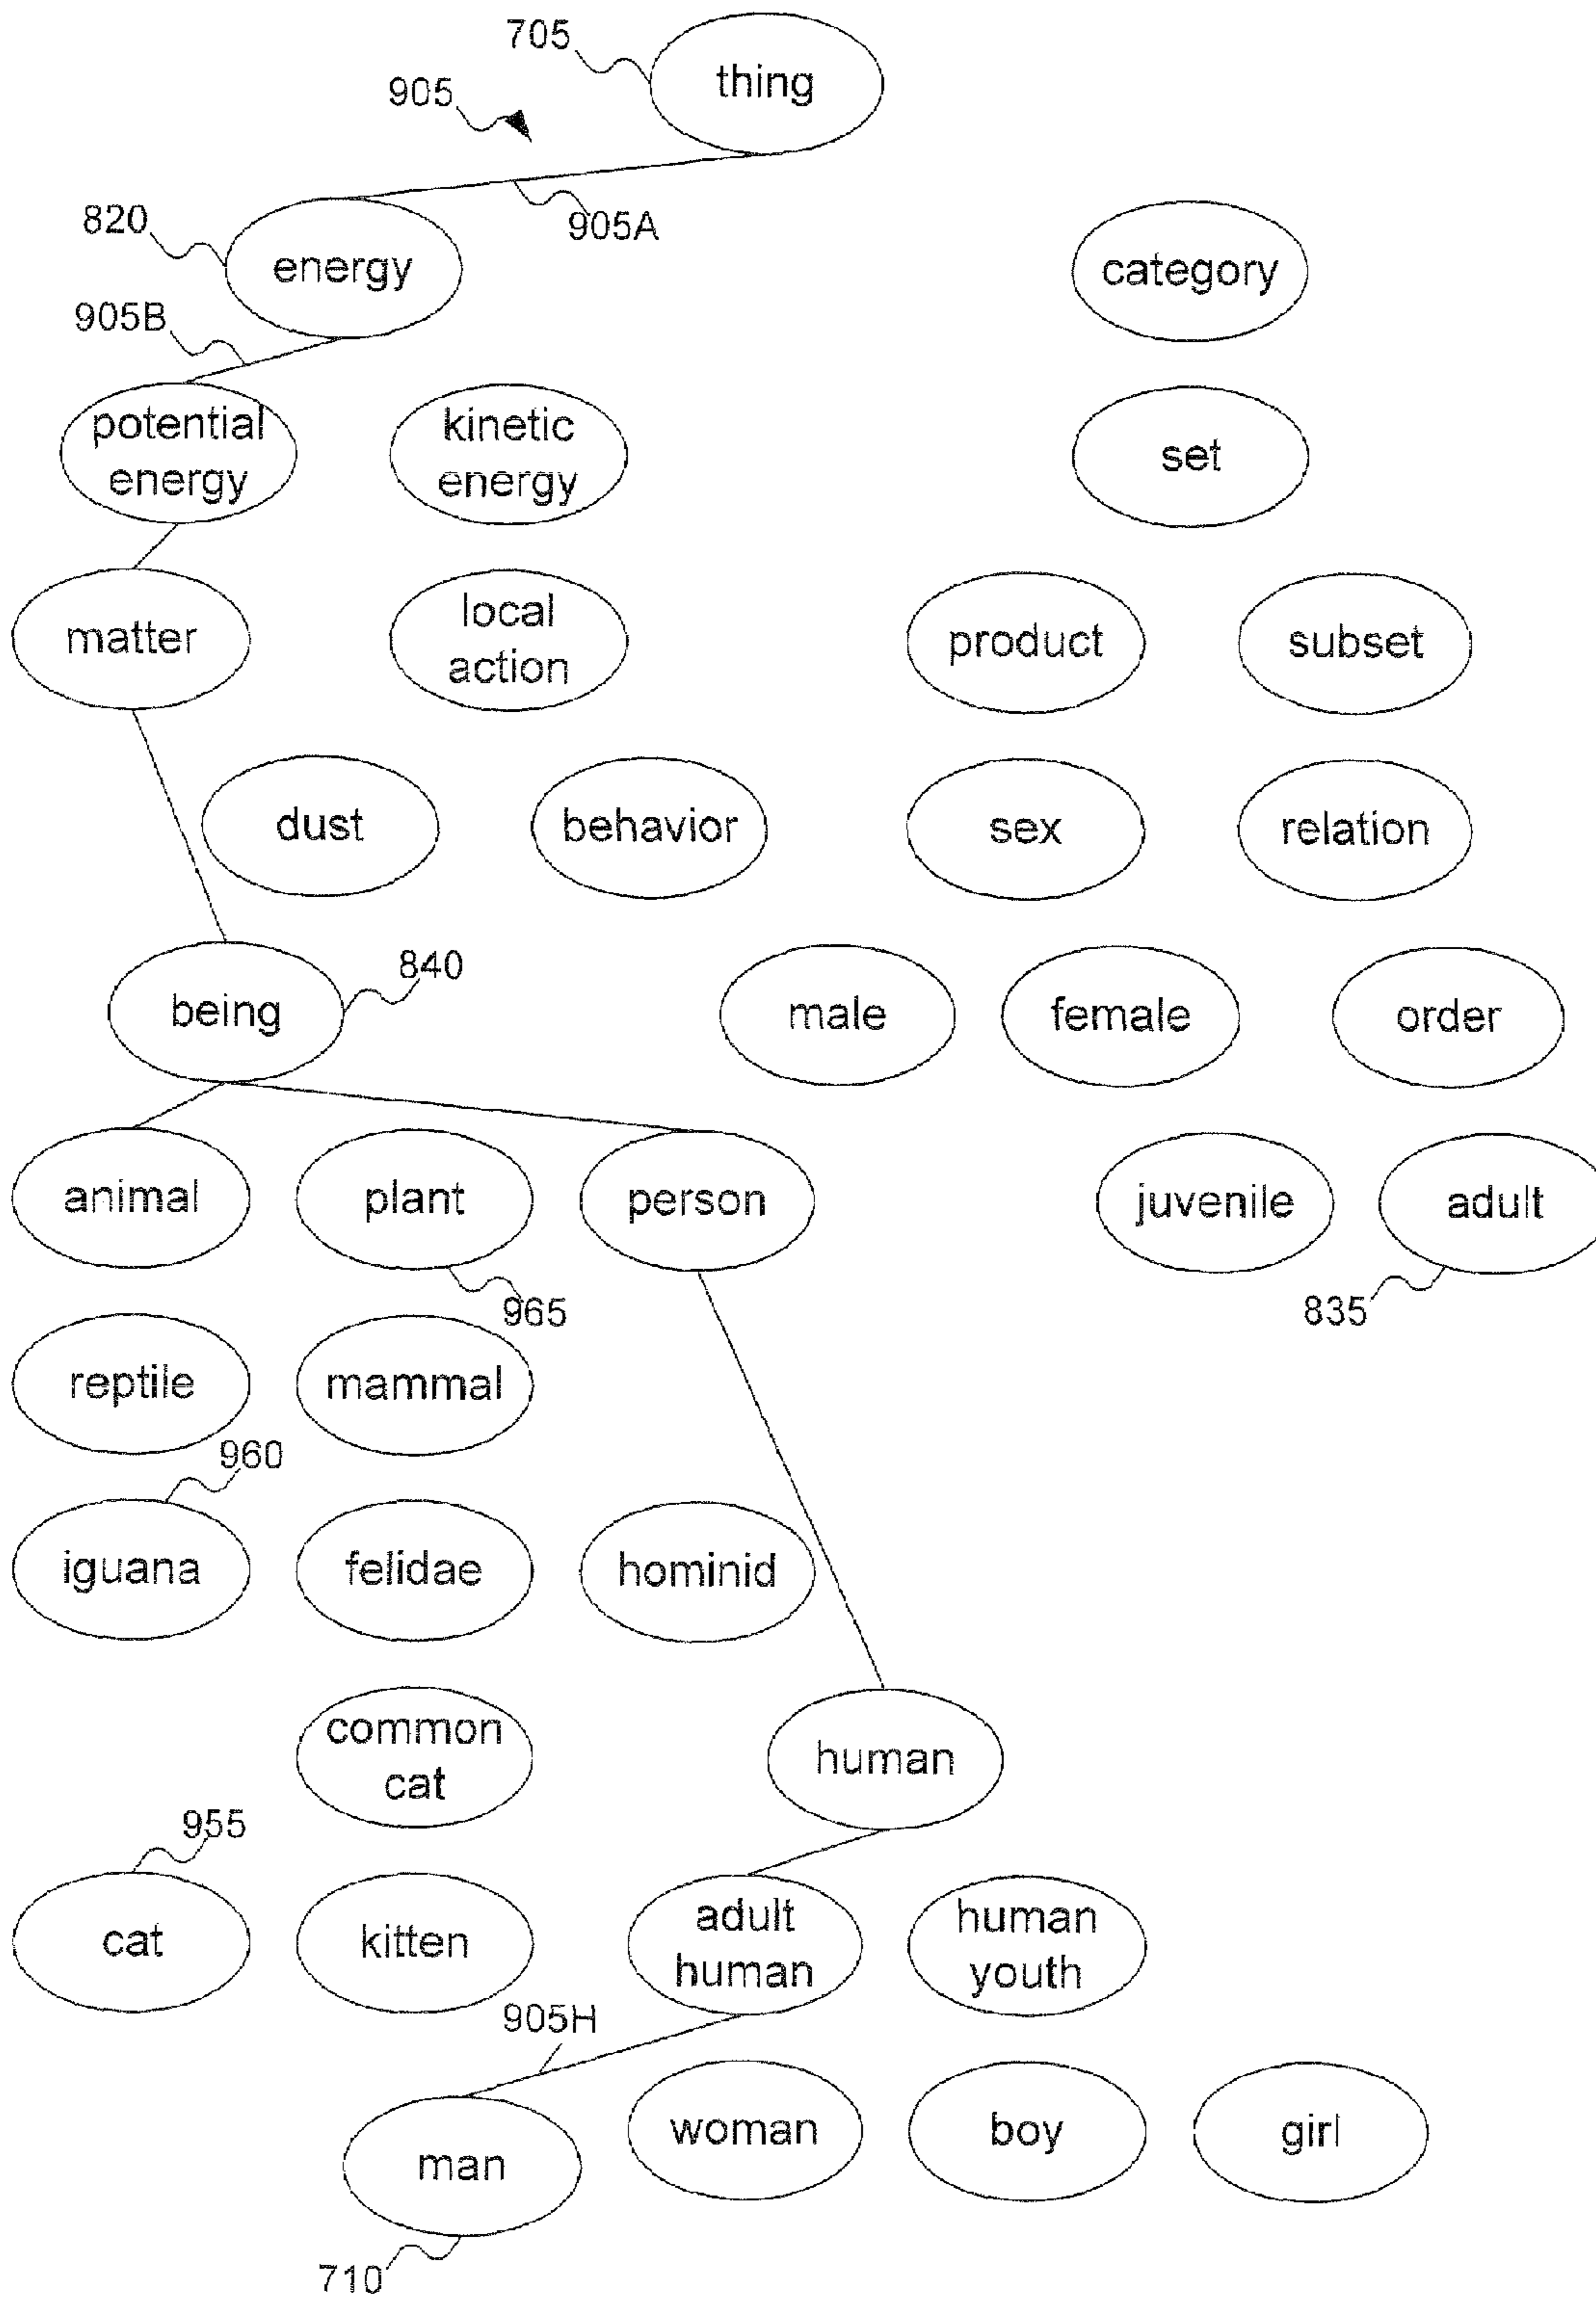 705
thing
905
905A
820
energy
category
905B
potential
energy
kinetic
energy
set
matter
local
action
product
subset
dust
behavior
sex
relation
being
840
male
female
order
animal
plant
person
juvenile
adult
965
835
reptile
mammal
960
iguana
felidae
hominid
common
cat
human
955
cat
kitten
adult
human
human
youth
905H
man
woman
boy
girl
710